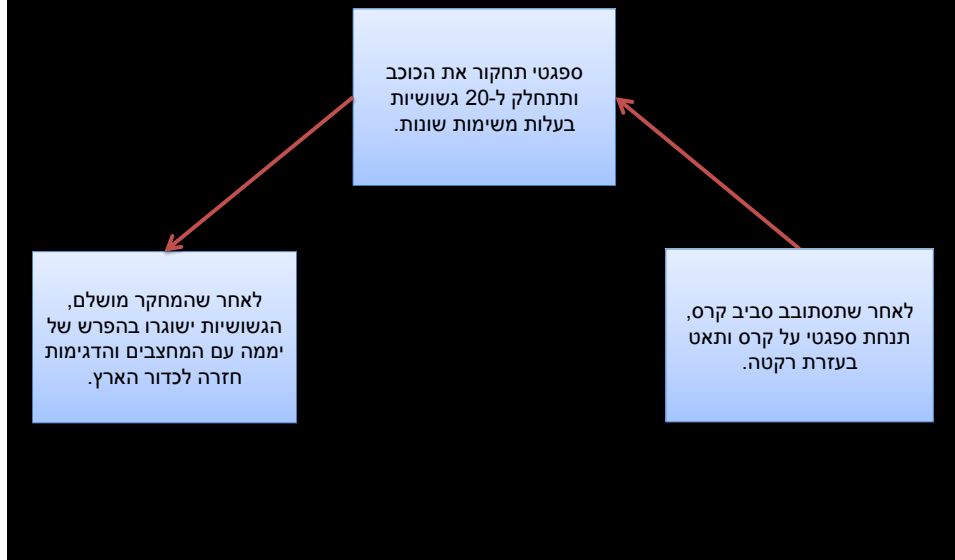 לאחר שתסתובב סביב קרס,
תנחת ספגטי על קרס ותאט
בעזרת רקטה.
ספגטי תחקור את הכוכב
ותתחלק ל-20 גשושיות
בעלות משימות שונות.
לאחר שהמחקר מושלם,
הגשושיות ישוגרו בהפרש של
יממה עם המחצבים והדגימות
חזרה לכדור הארץ.